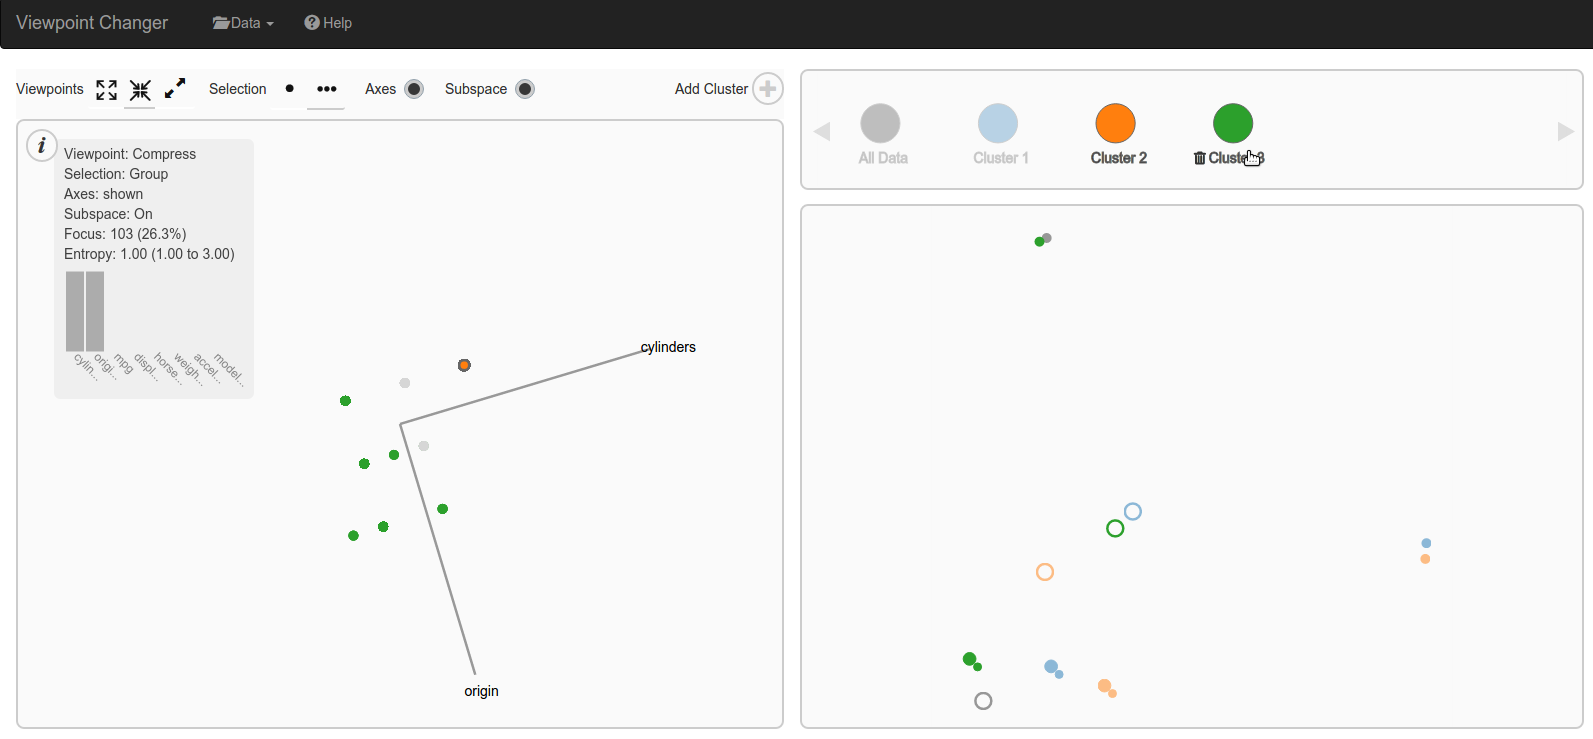 Viewpoint Changer Data Help
Viewpoints Selection Axes Subspace Add Cluster
i
Viewpoint: Compress
Selection: Group
Axes: shown
Subspace: On
Focus: 103 (26.3%)
Entropy: 1.00 (1.00 to 3.00)
cylin...
origi...
mpg
displ...
horse...
weigh...
accel...
model...
cylinders
origin
All Data
Cluster 1
Cluster 2
Cluster 3